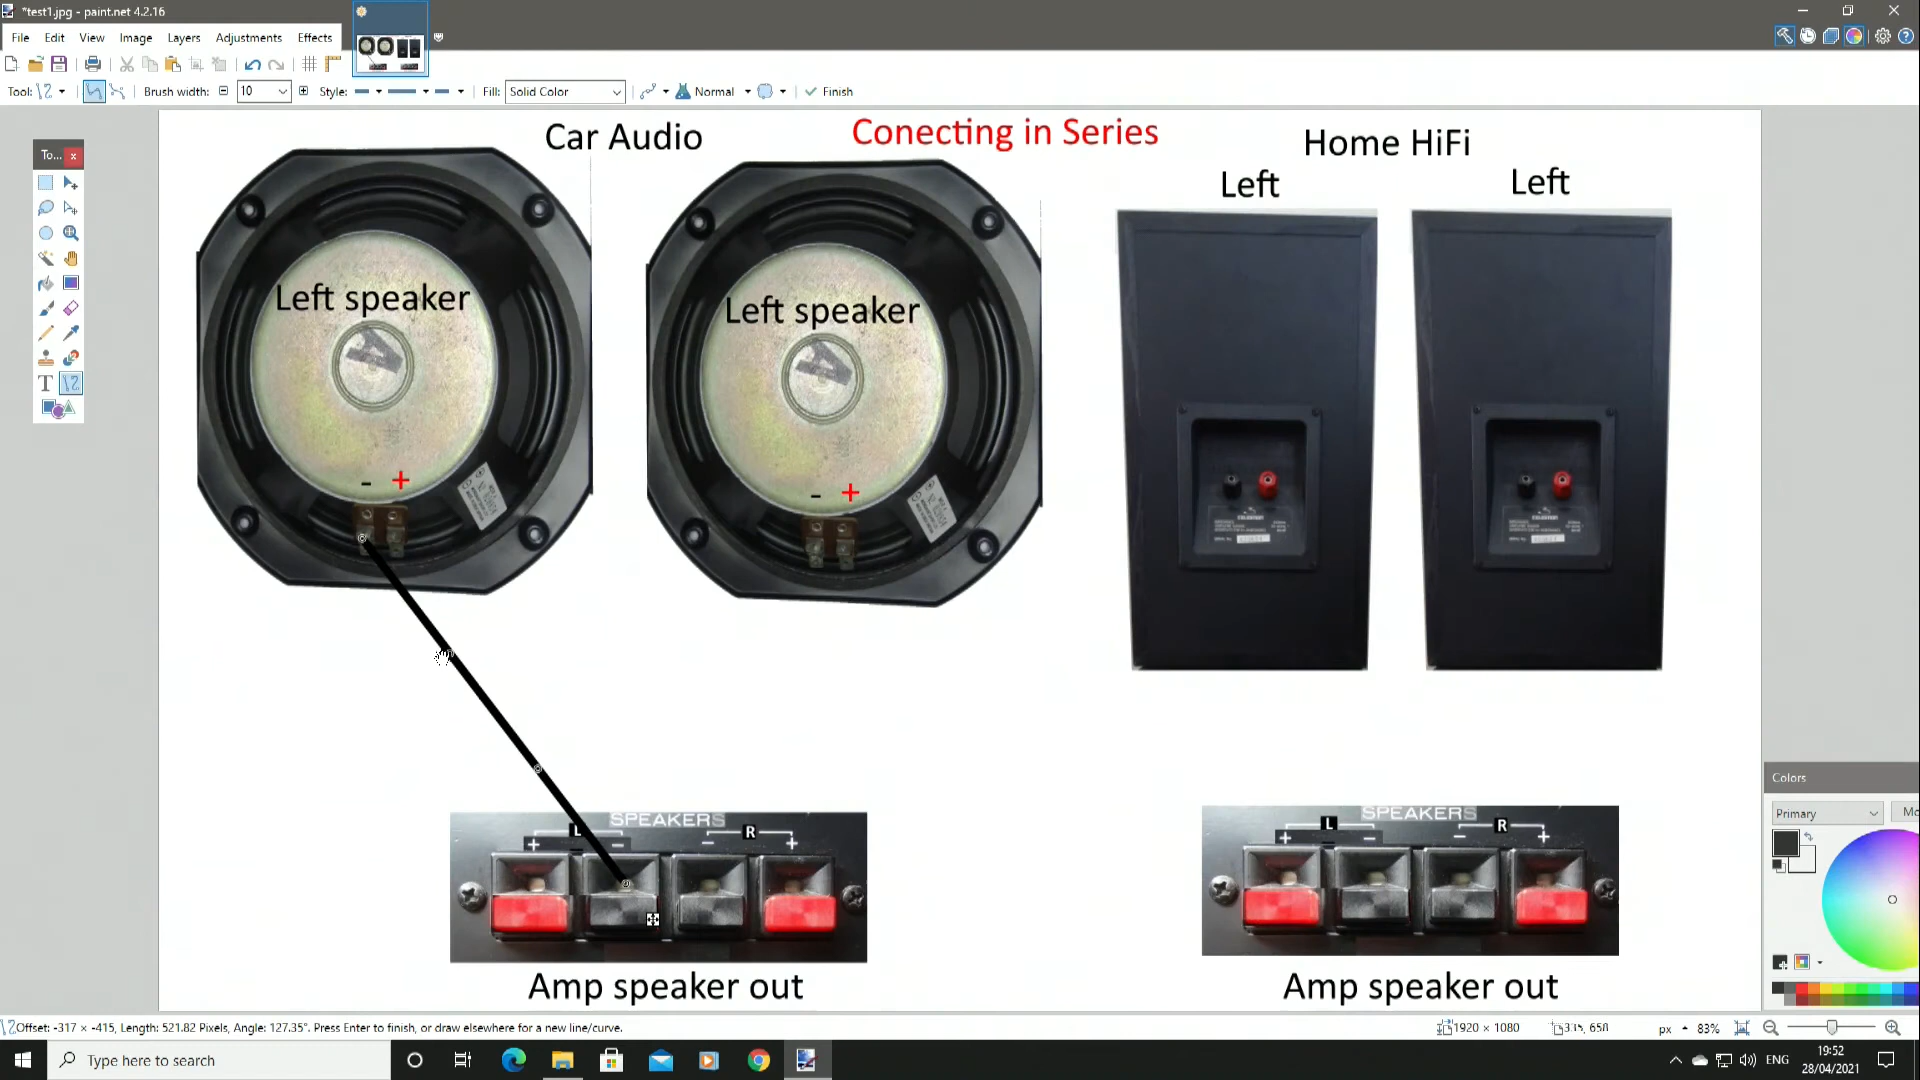 *test1.jpg - paint.net 4.2.16
File Edit View Image Layers Adjustments Effects
Tool: Brush width: 10 Style: Fill: Solid Color Normal Finish
To...
Car Audio
Conecting in Series
Home HiFi
Left
Left
Left speaker
Left speaker
- +
- +
SPEAKERS
L R
+ - - +
Amp speaker out
SPEAKERS
L R
+ - - +
Amp speaker out
Colors
Primary
Mo
Offset: -317 × -415, Length: 521.82 Pixels, Angle: 127.35°. Press Enter to finish, or draw elsewhere for a new line/curve.
1920 × 1080
px
83%
Type here to search
ENG
19:52
28/04/2021